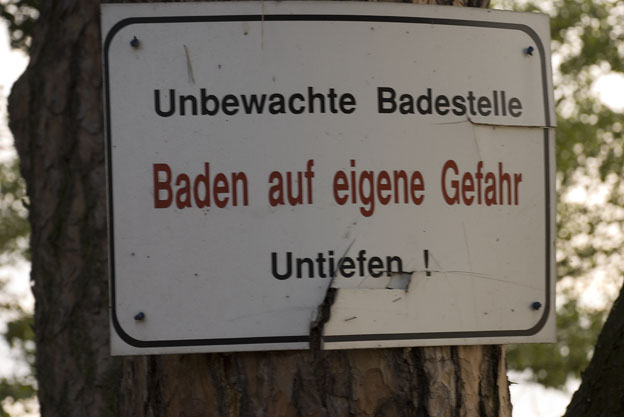 Unbewachte Badestelle
Baden auf eigene Gefahr
Untiefen !